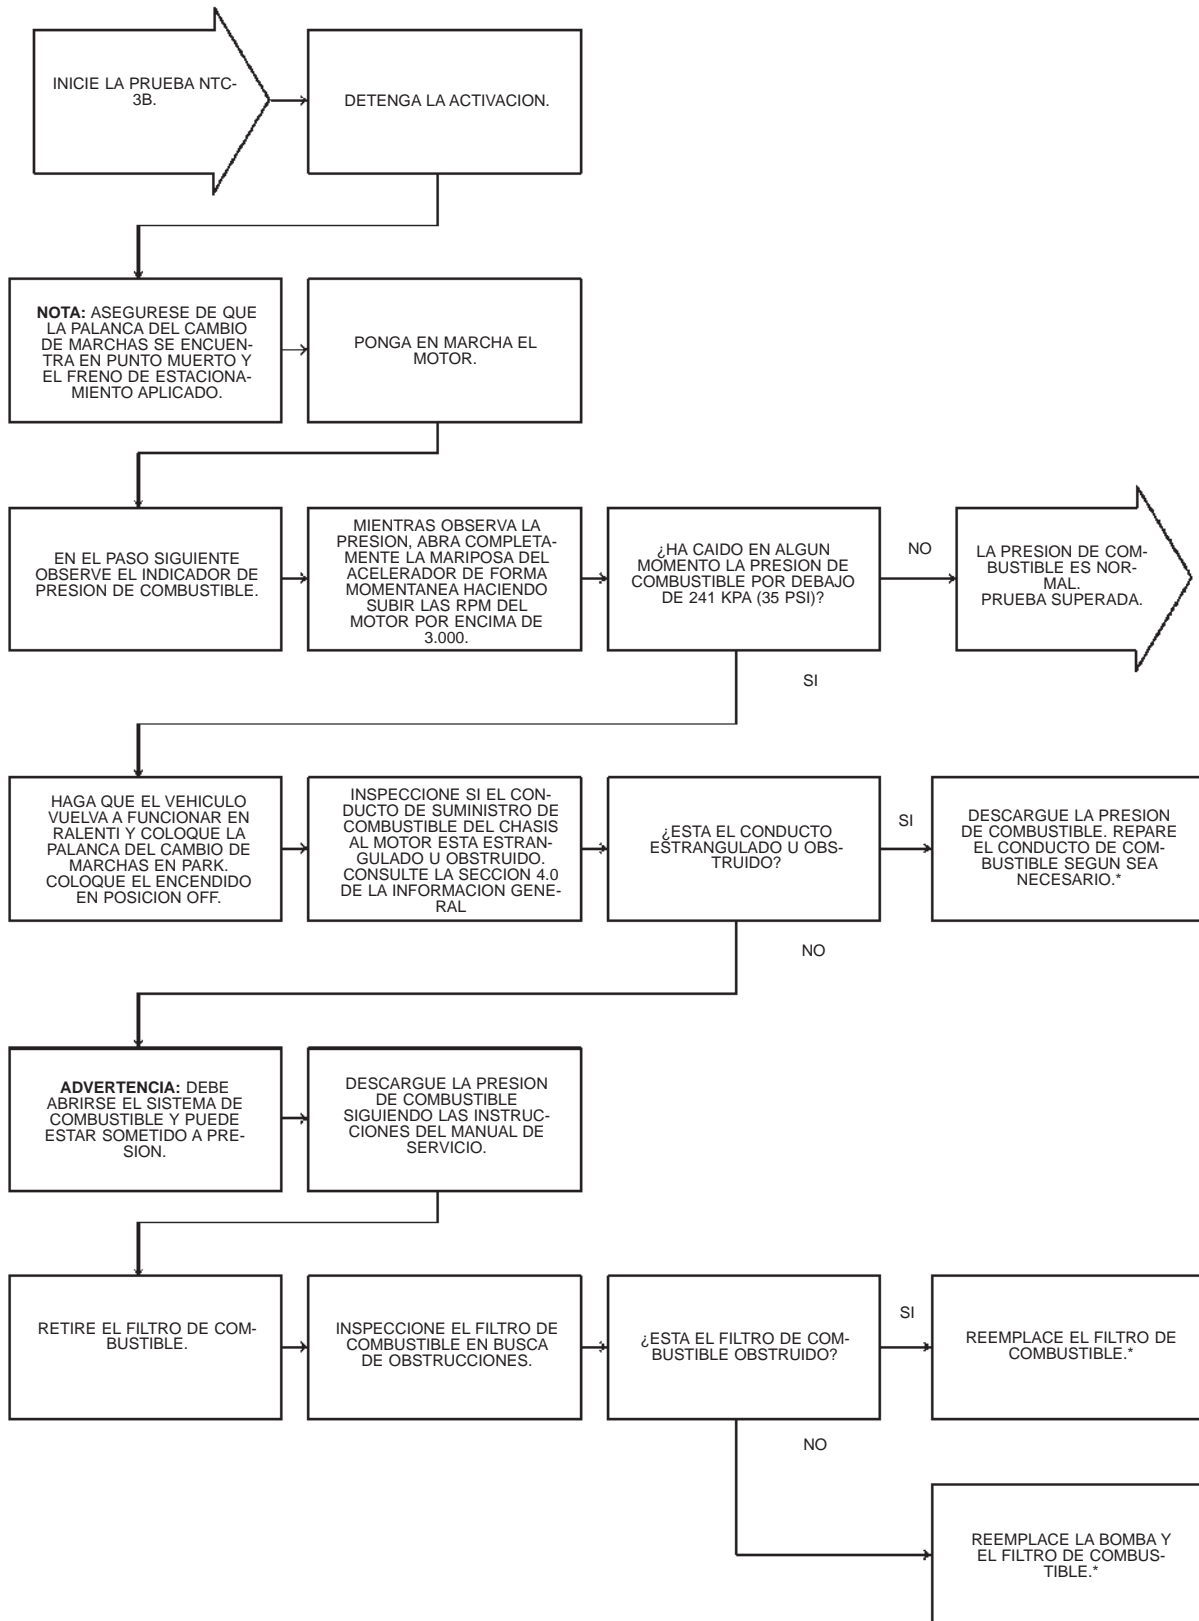 INICIE LA PRUEBA NTC-
3B.
DETENGA LA ACTIVACION.
NOTA: ASEGURESE DE QUE
LA PALANCA DEL CAMBIO
DE MARCHAS SE ENCUEN-
TRA EN PUNTO MUERTO Y
EL FRENO DE ESTACIONA-
MIENTO APLICADO.
PONGA EN MARCHA EL
MOTOR.
EN EL PASO SIGUIENTE
OBSERVE EL INDICADOR DE
PRESION DE COMBUSTIBLE.
MIENTRAS OBSERVA LA
PRESION, ABRA COMPLETA-
MENTE LA MARIPOSA DEL
ACELERADOR DE FORMA
MOMENTANEA HACIENDO
SUBIR LAS RPM DEL
MOTOR POR ENCIMA DE
3.000.
¿HA CAIDO EN ALGUN
MOMENTO LA PRESION DE
COMBUSTIBLE POR DEBAJO
DE 241 KPA (35 PSI)?
NO
LA PRESION DE COM-
BUSTIBLE ES NOR-
MAL.
PRUEBA SUPERADA.
SI
HAGA QUE EL VEHICULO
VUELVA A FUNCIONAR EN
RALENTI Y COLOQUE LA
PALANCA DEL CAMBIO DE
MARCHAS EN PARK.
COLOQUE EL ENCENDIDO
EN POSICION OFF.
INSPECCIONE SI EL CON-
DUCTO DE SUMINISTRO DE
COMBUSTIBLE DEL CHASIS
AL MOTOR ESTA ESTRAN-
GULADO U OBSTRUIDO.
CONSULTE LA SECCION 4.0
DE LA INFORMACION GENE-
RAL
¿ESTA EL CONDUCTO
ESTRANGULADO U OBS-
TRUIDO?
SI
DESCARGUE LA PRESION
DE COMBUSTIBLE. REPARE
EL CONDUCTO DE COM-
BUSTIBLE SEGUN SEA
NECESARIO.*
NO
ADVERTENCIA: DEBE
ABRIRSE EL SISTEMA DE
COMBUSTIBLE Y PUEDE
ESTAR SOMETIDO A PRE-
SION.
DESCARGUE LA PRESION
DE COMBUSTIBLE
SIGUIENDO LAS INSTRUC-
CIONES DEL MANUAL DE
SERVICIO.
RETIRE EL FILTRO DE COM-
BUSTIBLE.
INSPECCIONE EL FILTRO DE
COMBUSTIBLE EN BUSCA
DE OBSTRUCCIONES.
¿ESTA EL FILTRO DE COM-
BUSTIBLE OBSTRUIDO?
SI
REEMPLACE EL FILTRO DE
COMBUSTIBLE.*
NO
REEMPLACE LA BOMBA Y
EL FILTRO DE COMBUS-
TIBLE.*